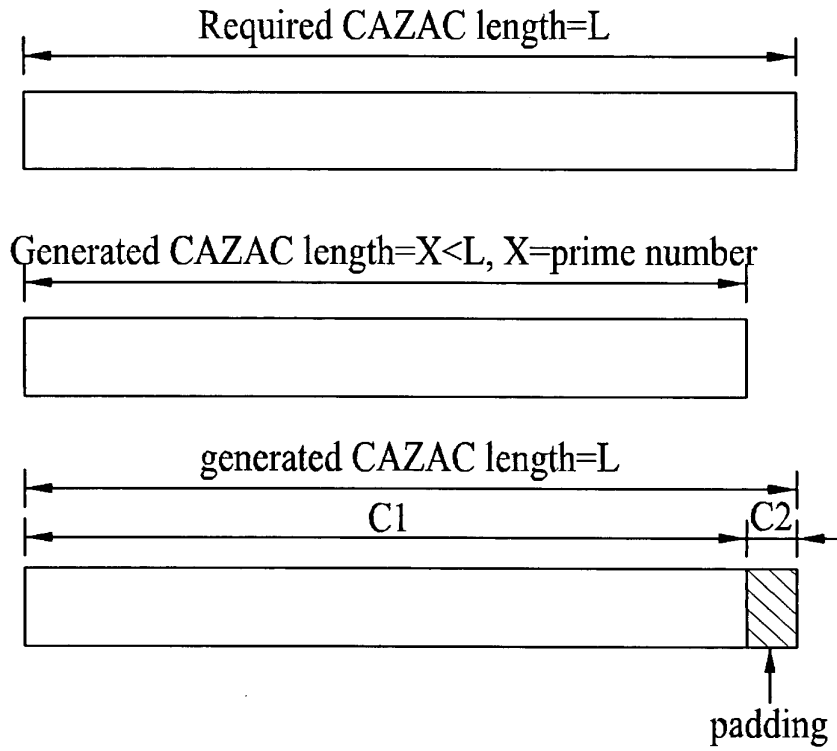 Required CAZAC length=L
Generated CAZAC length=X<L, X=prime number
generated CAZAC length=L
C1
C2
padding